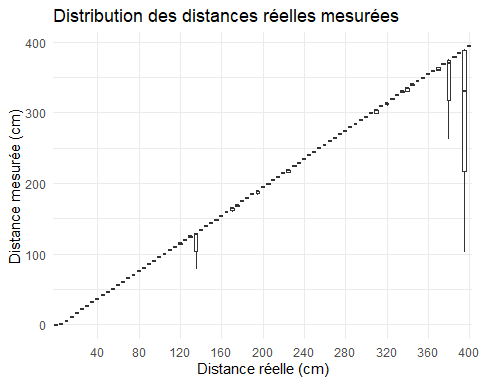 Distribution des distances réelles mesurées
Distance mesurée (cm)
400
300
200
100
0
40 80 120 160 200 240 280 320 360 400
Distance réelle (cm)